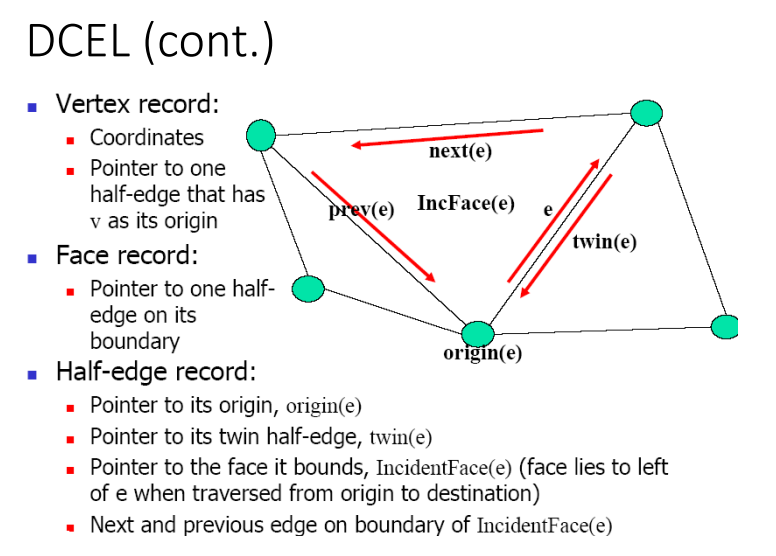 DCEL (cont.)
Vertex record:
Coordinates
Pointer to one
half-edge that has
v as its origin
Face record:
Pointer to one half-
edge on its
boundary
Half-edge record:
Pointer to its origin, origin(e)
Pointer to its twin half-edge, twin(e)
Pointer to the face it bounds, IncidentFace(e) (face lies to left
of e when traversed from origin to destination)
Next and previous edge on boundary of IncidentFace(e)
next(e)
prev(e)
IncFace(e)
e
twin(e)
origin(e)